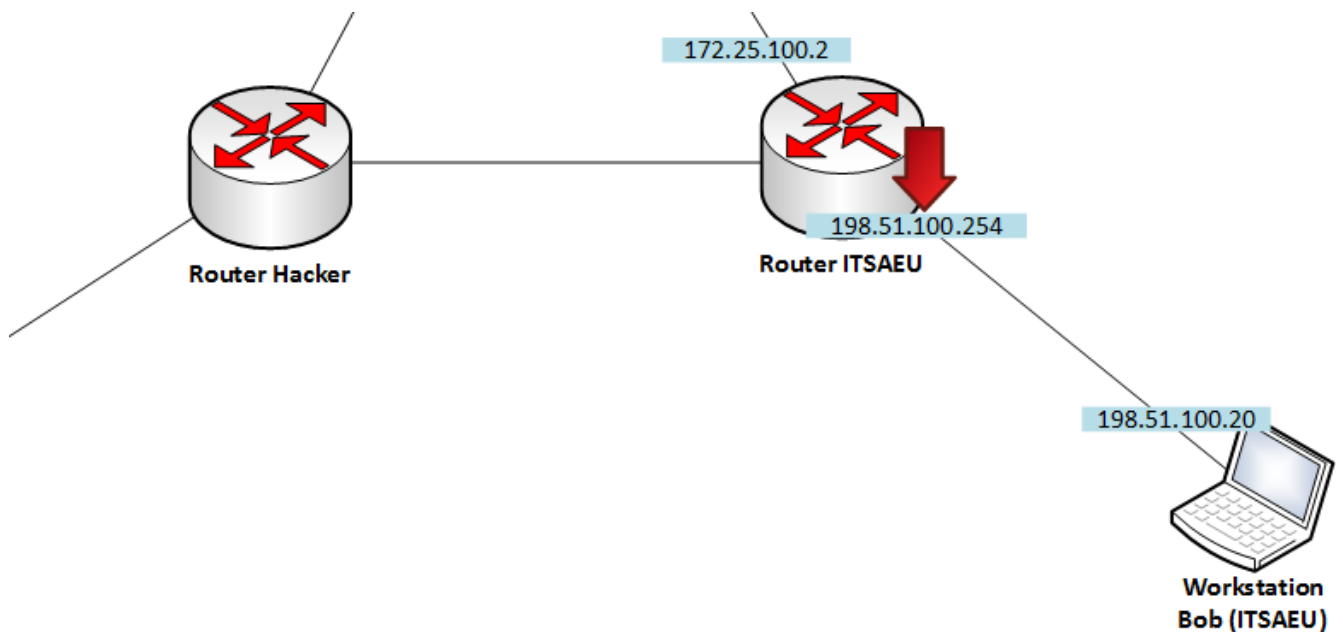 172.25.100.2
198.51.100.254
Router Hacker
Router ITSAEU
198.51.100.20
Workstation
Bob (ITSAEU)